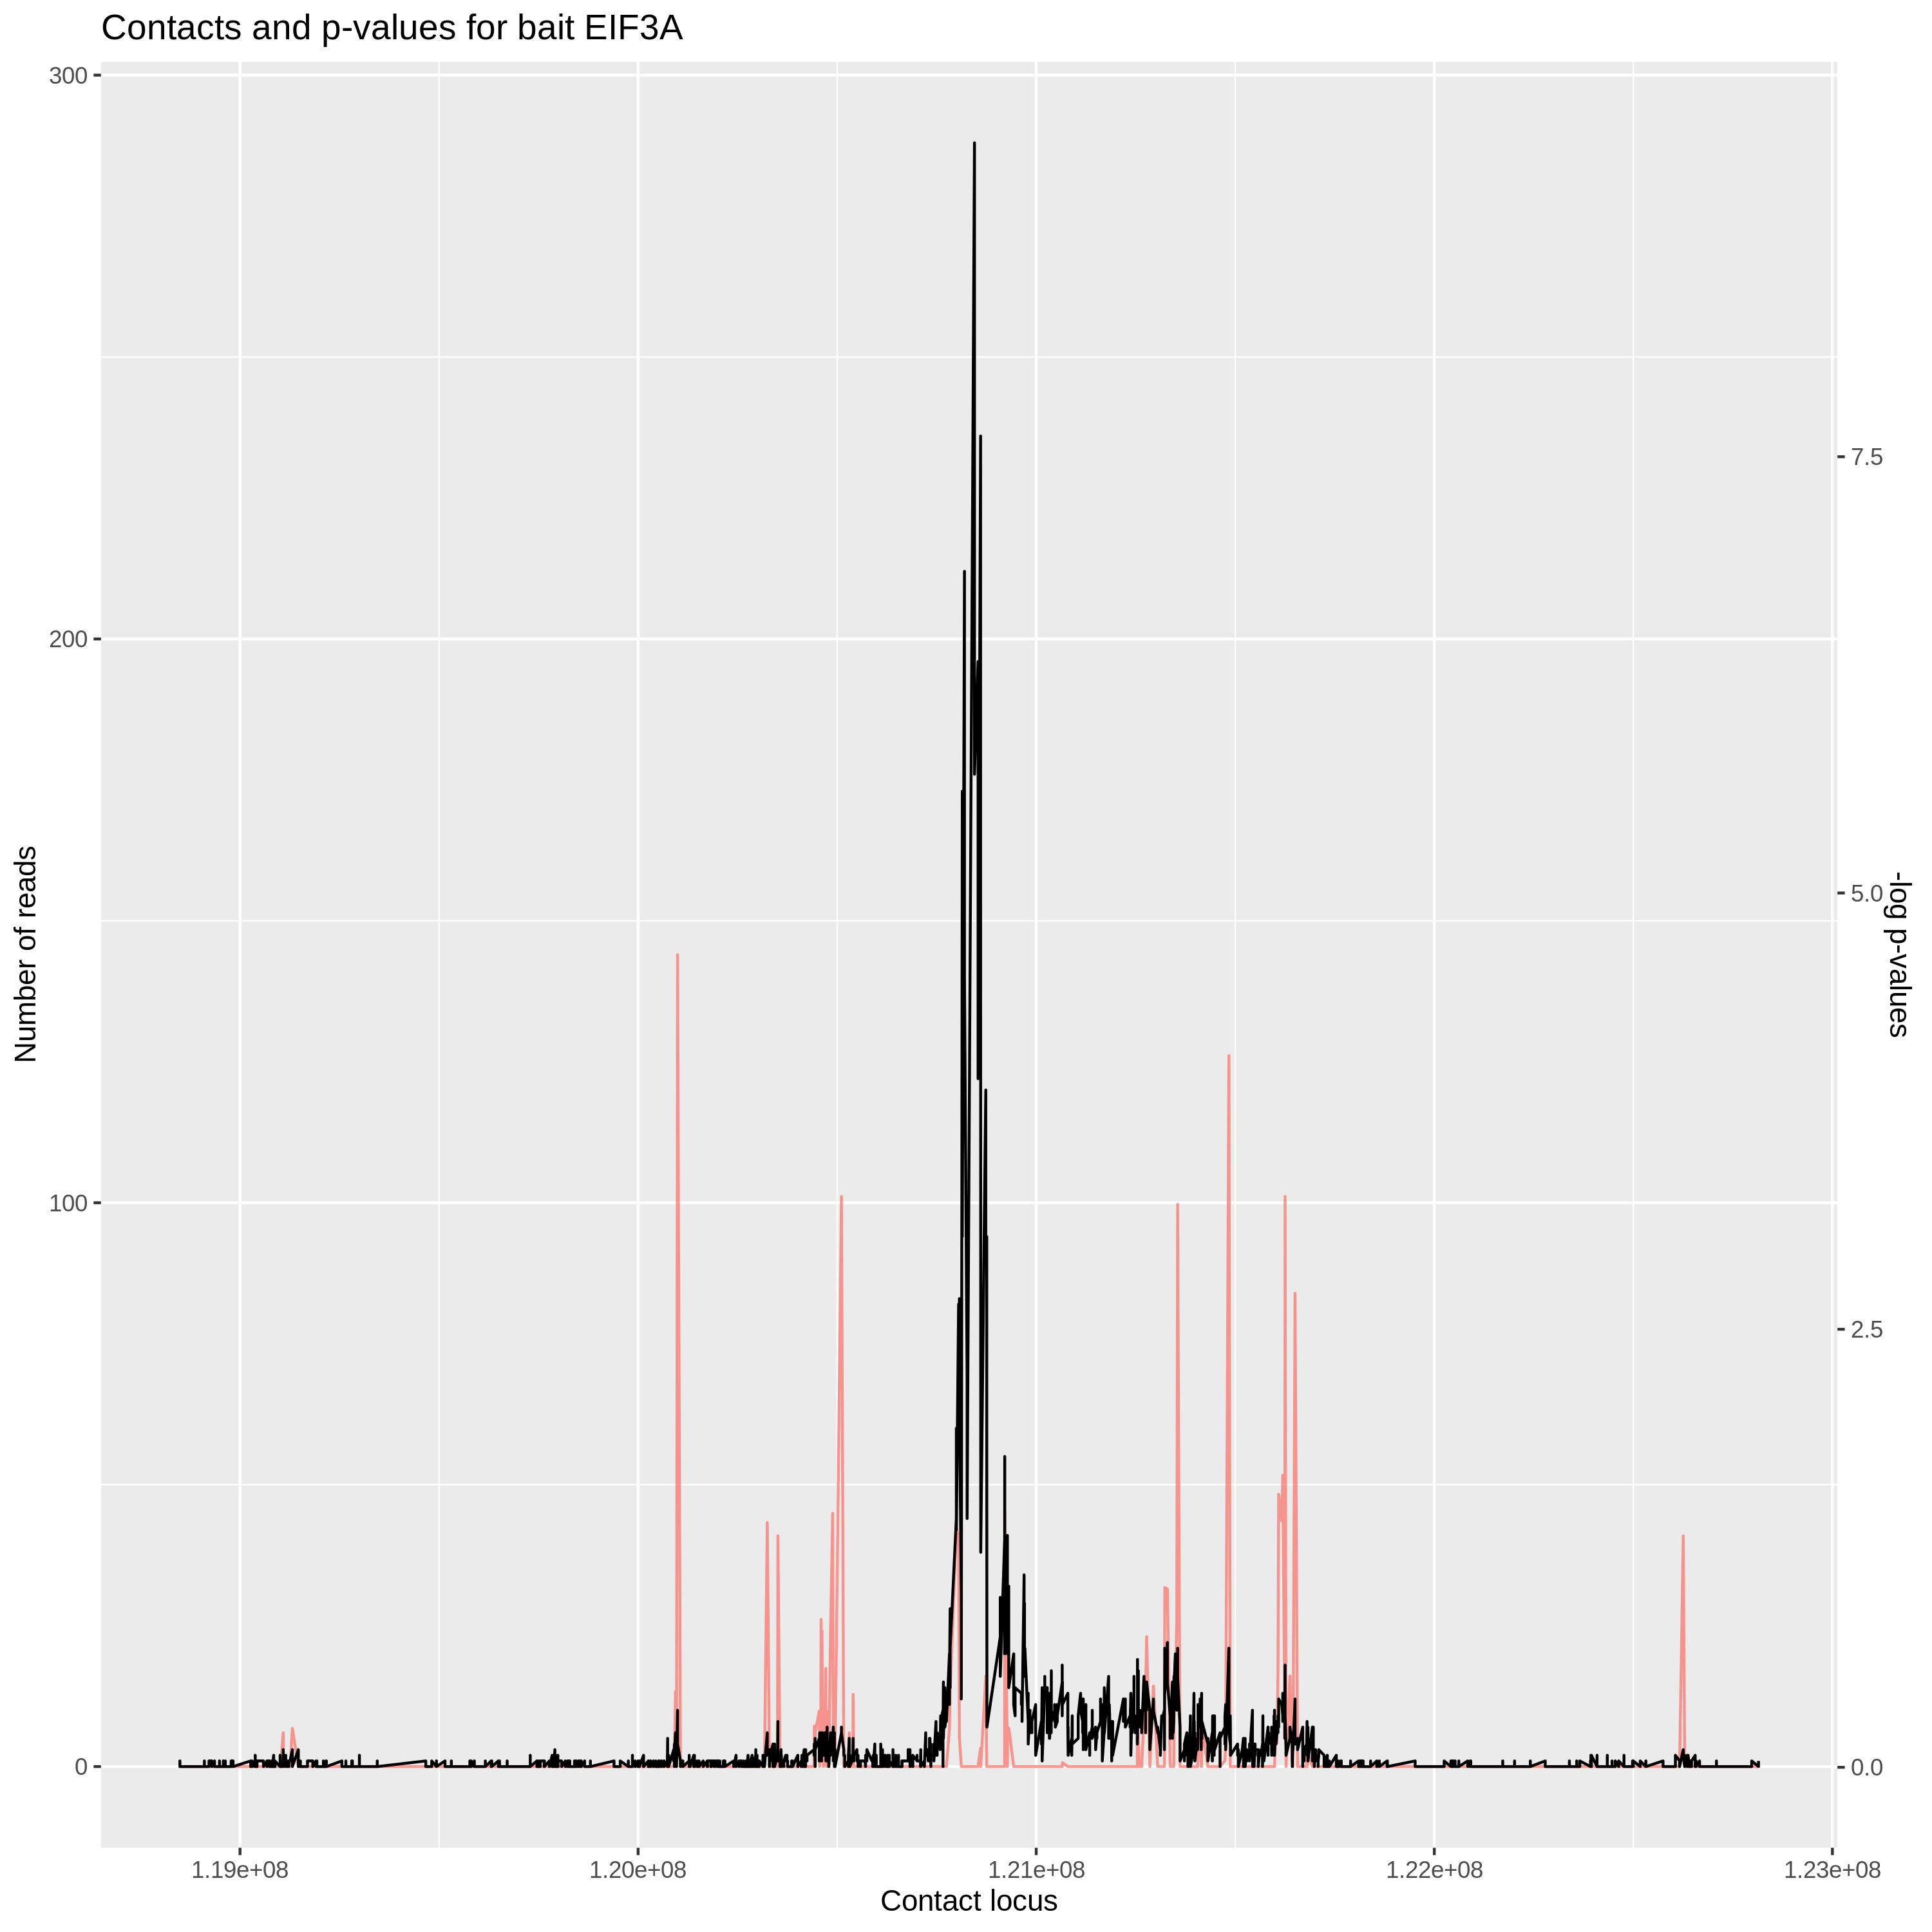 Contacts and p-values for bait EIF3A
300
200
100
0
Number of reads
7.5
5.0
2.5
0.0
-log p-values
1.19e+08
1.20e+08
1.21e+08
1.22e+08
1.23e+08
Contact locus